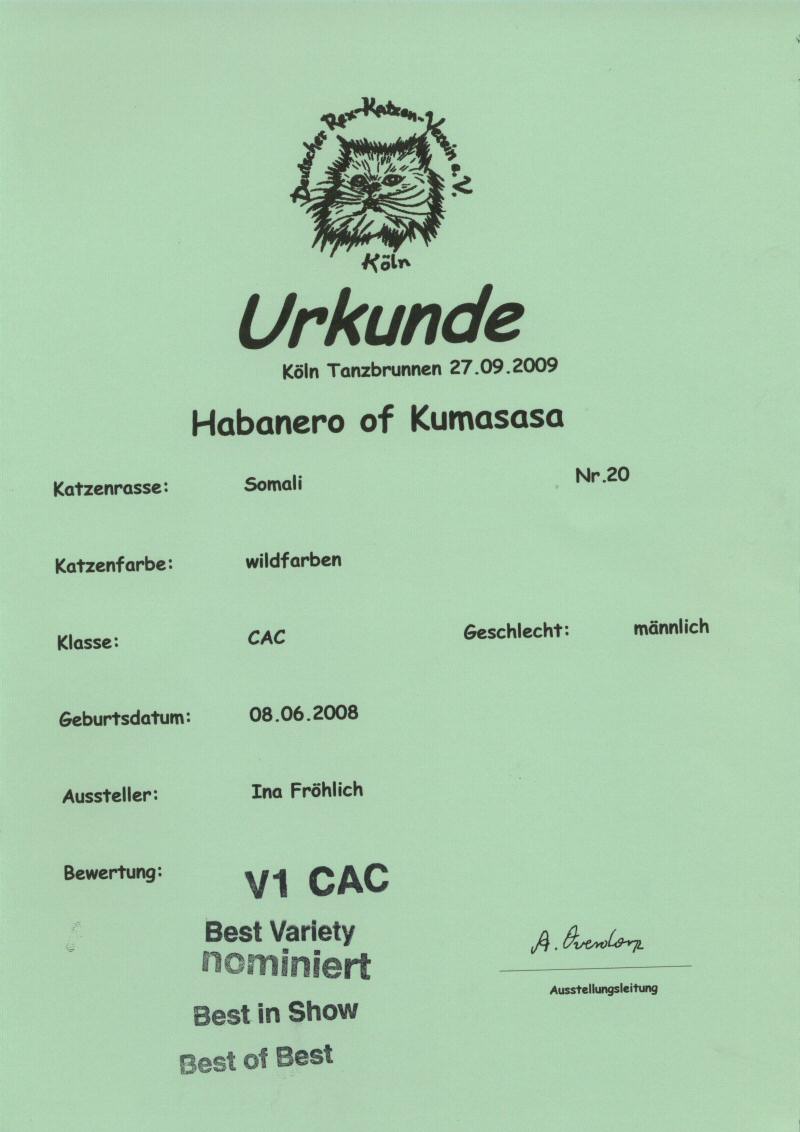 Deutscher Rex-Katzen-Verein e.V.
Köln
Urkunde
Köln Tanzbrunnen 27.09.2009
Habanero of Kumasasa
Katzenrasse: Somali Nr.20
Katzenfarbe: wildfarben
Klasse: CAC Geschlecht: männlich
Geburtsdatum: 08.06.2008
Aussteller: Ina Fröhlich
Bewertung: V1 CAC
Best Variety
nominiert
Best in Show
Best of Best
A. Overdorp
Ausstellungsleitung